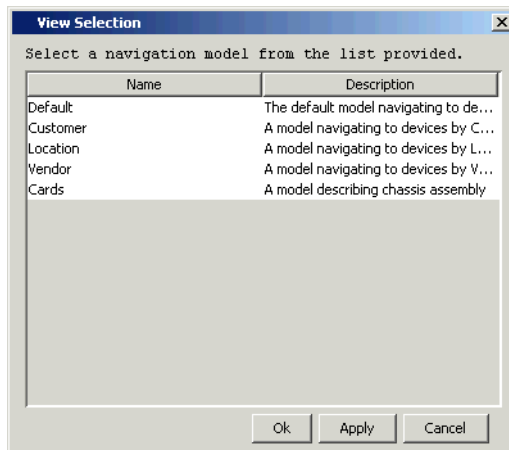 View Selection
Select a navigation model from the list provided.
Name Description
Default The default model navigating to de...
Customer A model navigating to devices by C...
Location A model navigating to devices by L...
Vendor A model navigating to devices by V...
Cards A model describing chassis assembly
Ok Apply Cancel